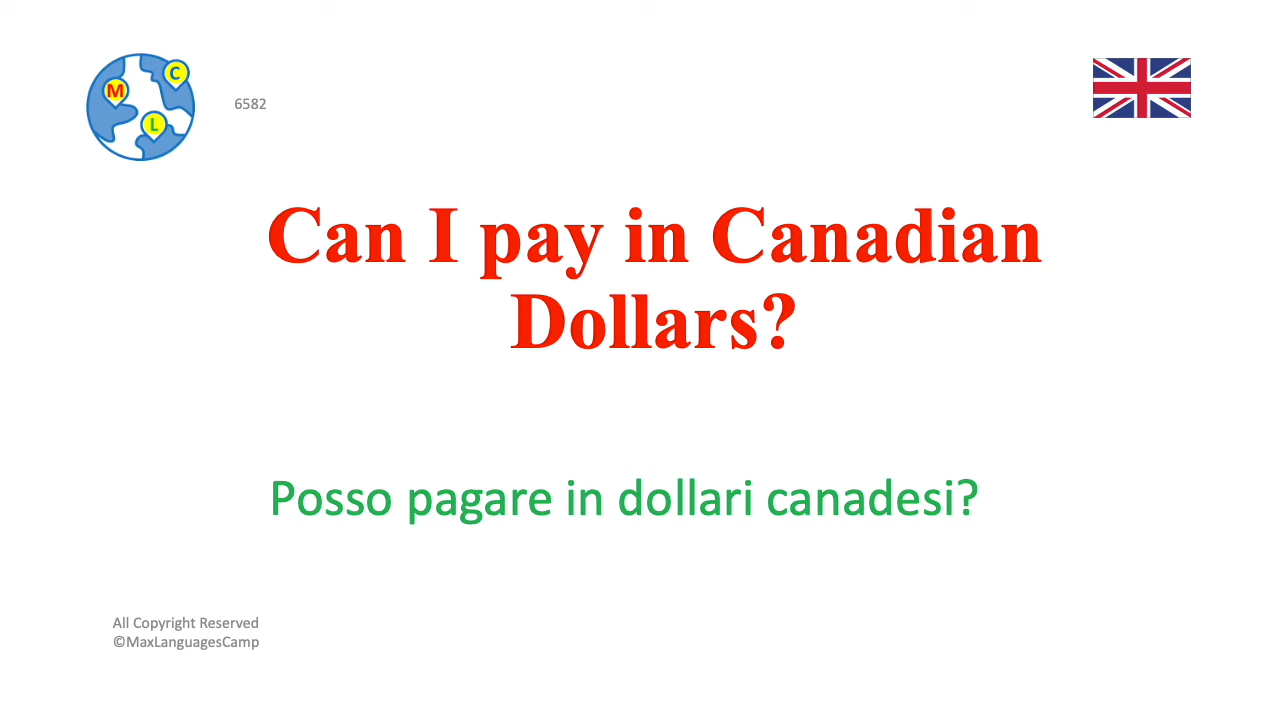 C
M
L
6582
Can I pay in Canadian
Dollars?
Posso pagare in dollari canadesi?
All Copyright Reserved
©MaxLanguagesCamp